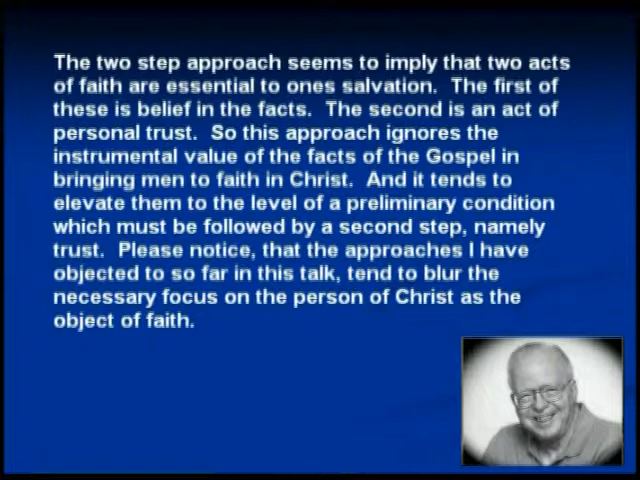 The two step approach seems to imply that two acts
of faith are essential to ones salvation.  The first of
these is belief in the facts.  The second is an act of
personal trust.  So this approach ignores the
instrumental value of the facts of the Gospel in
bringing men to faith in Christ.  And it tends to
elevate them to the level of a preliminary condition
which must be followed by a second step, namely
trust.  Please notice, that the approaches I have
objected to so far in this talk, tend to blur the
necessary focus on the person of Christ as the
object of faith.